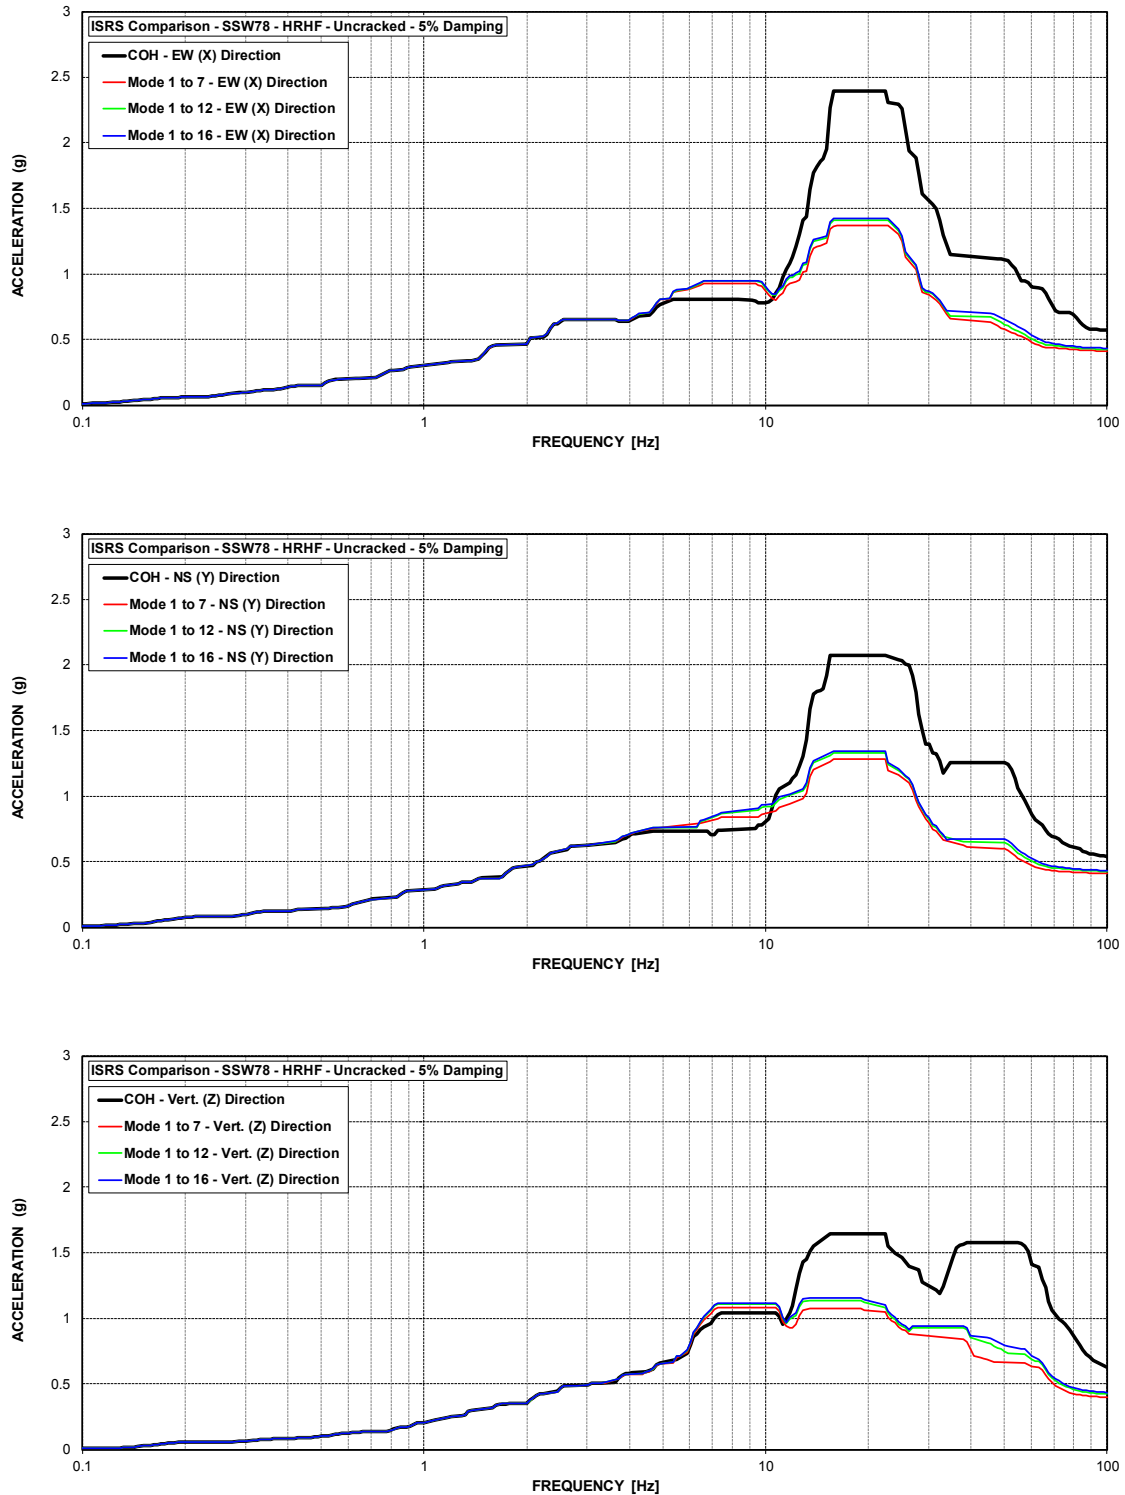 ISRS Comparison - SSW78 - HRHF - Uncracked - 5% Damping
COH - EW (X) Direction
Mode 1 to 7 - EW (X) Direction
Mode 1 to 12 - EW (X) Direction
Mode 1 to 16 - EW (X) Direction
ACCELERATION (g)
3
2.5
2
1.5
1
0.5
0
0.1
1
10
100
FREQUENCY [Hz]
ISRS Comparison - SSW78 - HRHF - Uncracked - 5% Damping
COH - NS (Y) Direction
Mode 1 to 7 - NS (Y) Direction
Mode 1 to 12 - NS (Y) Direction
Mode 1 to 16 - NS (Y) Direction
ACCELERATION (g)
3
2.5
2
1.5
1
0.5
0
0.1
1
10
100
FREQUENCY [Hz]
ISRS Comparison - SSW78 - HRHF - Uncracked - 5% Damping
COH - Vert. (Z) Direction
Mode 1 to 7 - Vert. (Z) Direction
Mode 1 to 12 - Vert. (Z) Direction
Mode 1 to 16 - Vert. (Z) Direction
ACCELERATION (g)
3
2.5
2
1.5
1
0.5
0
0.1
1
10
100
FREQUENCY [Hz]